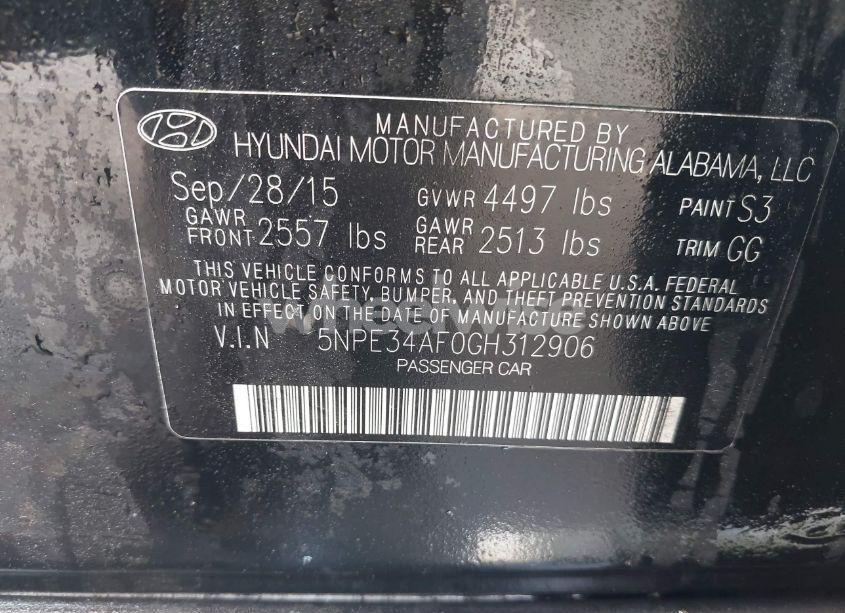 MANUFACTURED BY
HYUNDAI MOTOR MANUFACTURING ALABAMA, LLC
Sep/28/15 GVWR 4497 lbs PAINT S3
GAWR FRONT 2557 lbs GAWR REAR 2513 lbs TRIM GG
THIS VEHICLE CONFORMS TO ALL APPLICABLE U.S.A. FEDERAL
MOTOR VEHICLE SAFETY, BUMPER, AND THEFT PREVENTION STANDARDS
IN EFFECT ON THE DATE OF MANUFACTURE SHOWN ABOVE
V.I.N 5NPE34AF0GH312906
PASSENGER CAR